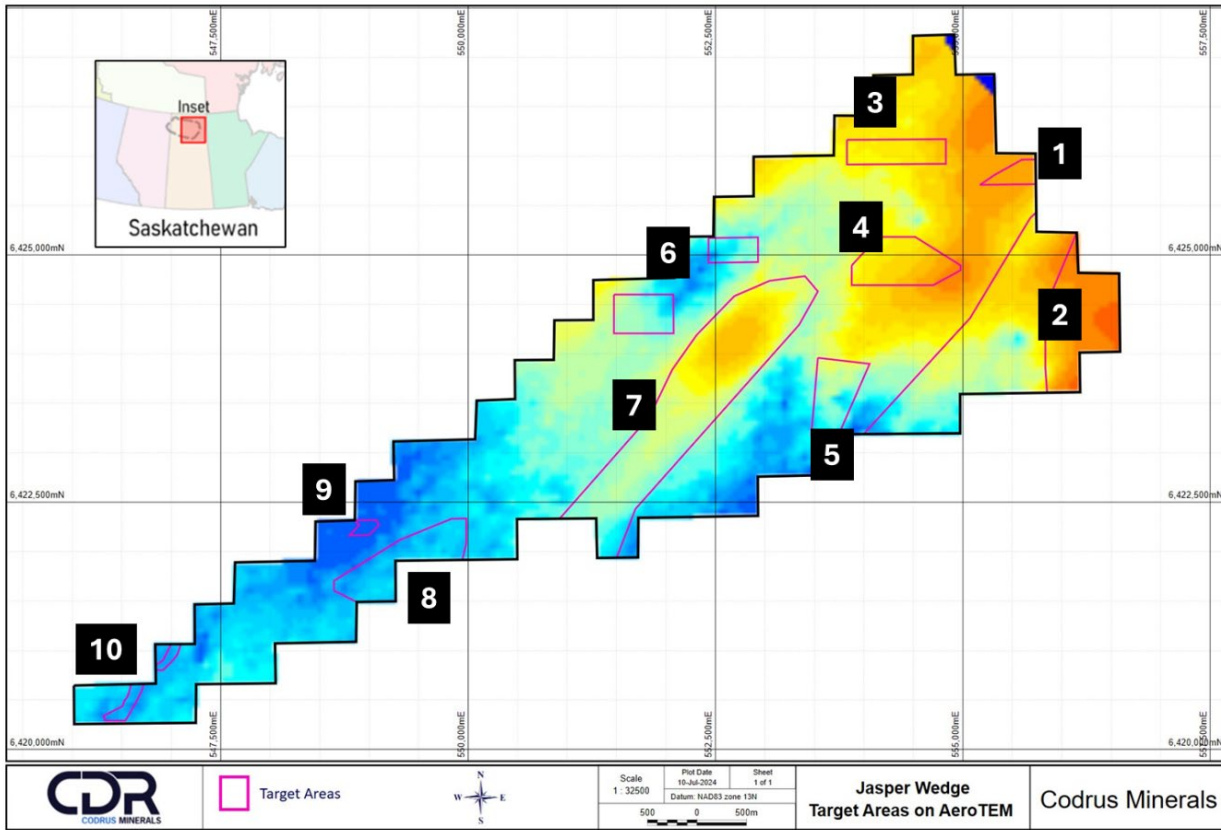 547,500mE
550,000mE
552,500mE
555,000mE
557,500mE
Inset
Saskatchewan
3
1
6,425,000mN
6
4
6,425,000mN
2
7
5
9
6,422,500mN
6,422,500mN
8
10
6,420,000mN
6,420,000mN
547,500mE
550,000mE
552,500mE
555,000mE
557,500mE
CDR
CODRUS MINERALS
Target Areas
N
W E
S
Scale
1 : 32500
Plot Date
10-Jul-2024
Sheet
1 of 1
Datum: NAD83 zone 13N
500 0 500m
Jasper Wedge
Target Areas on AeroTEM
Codrus Minerals